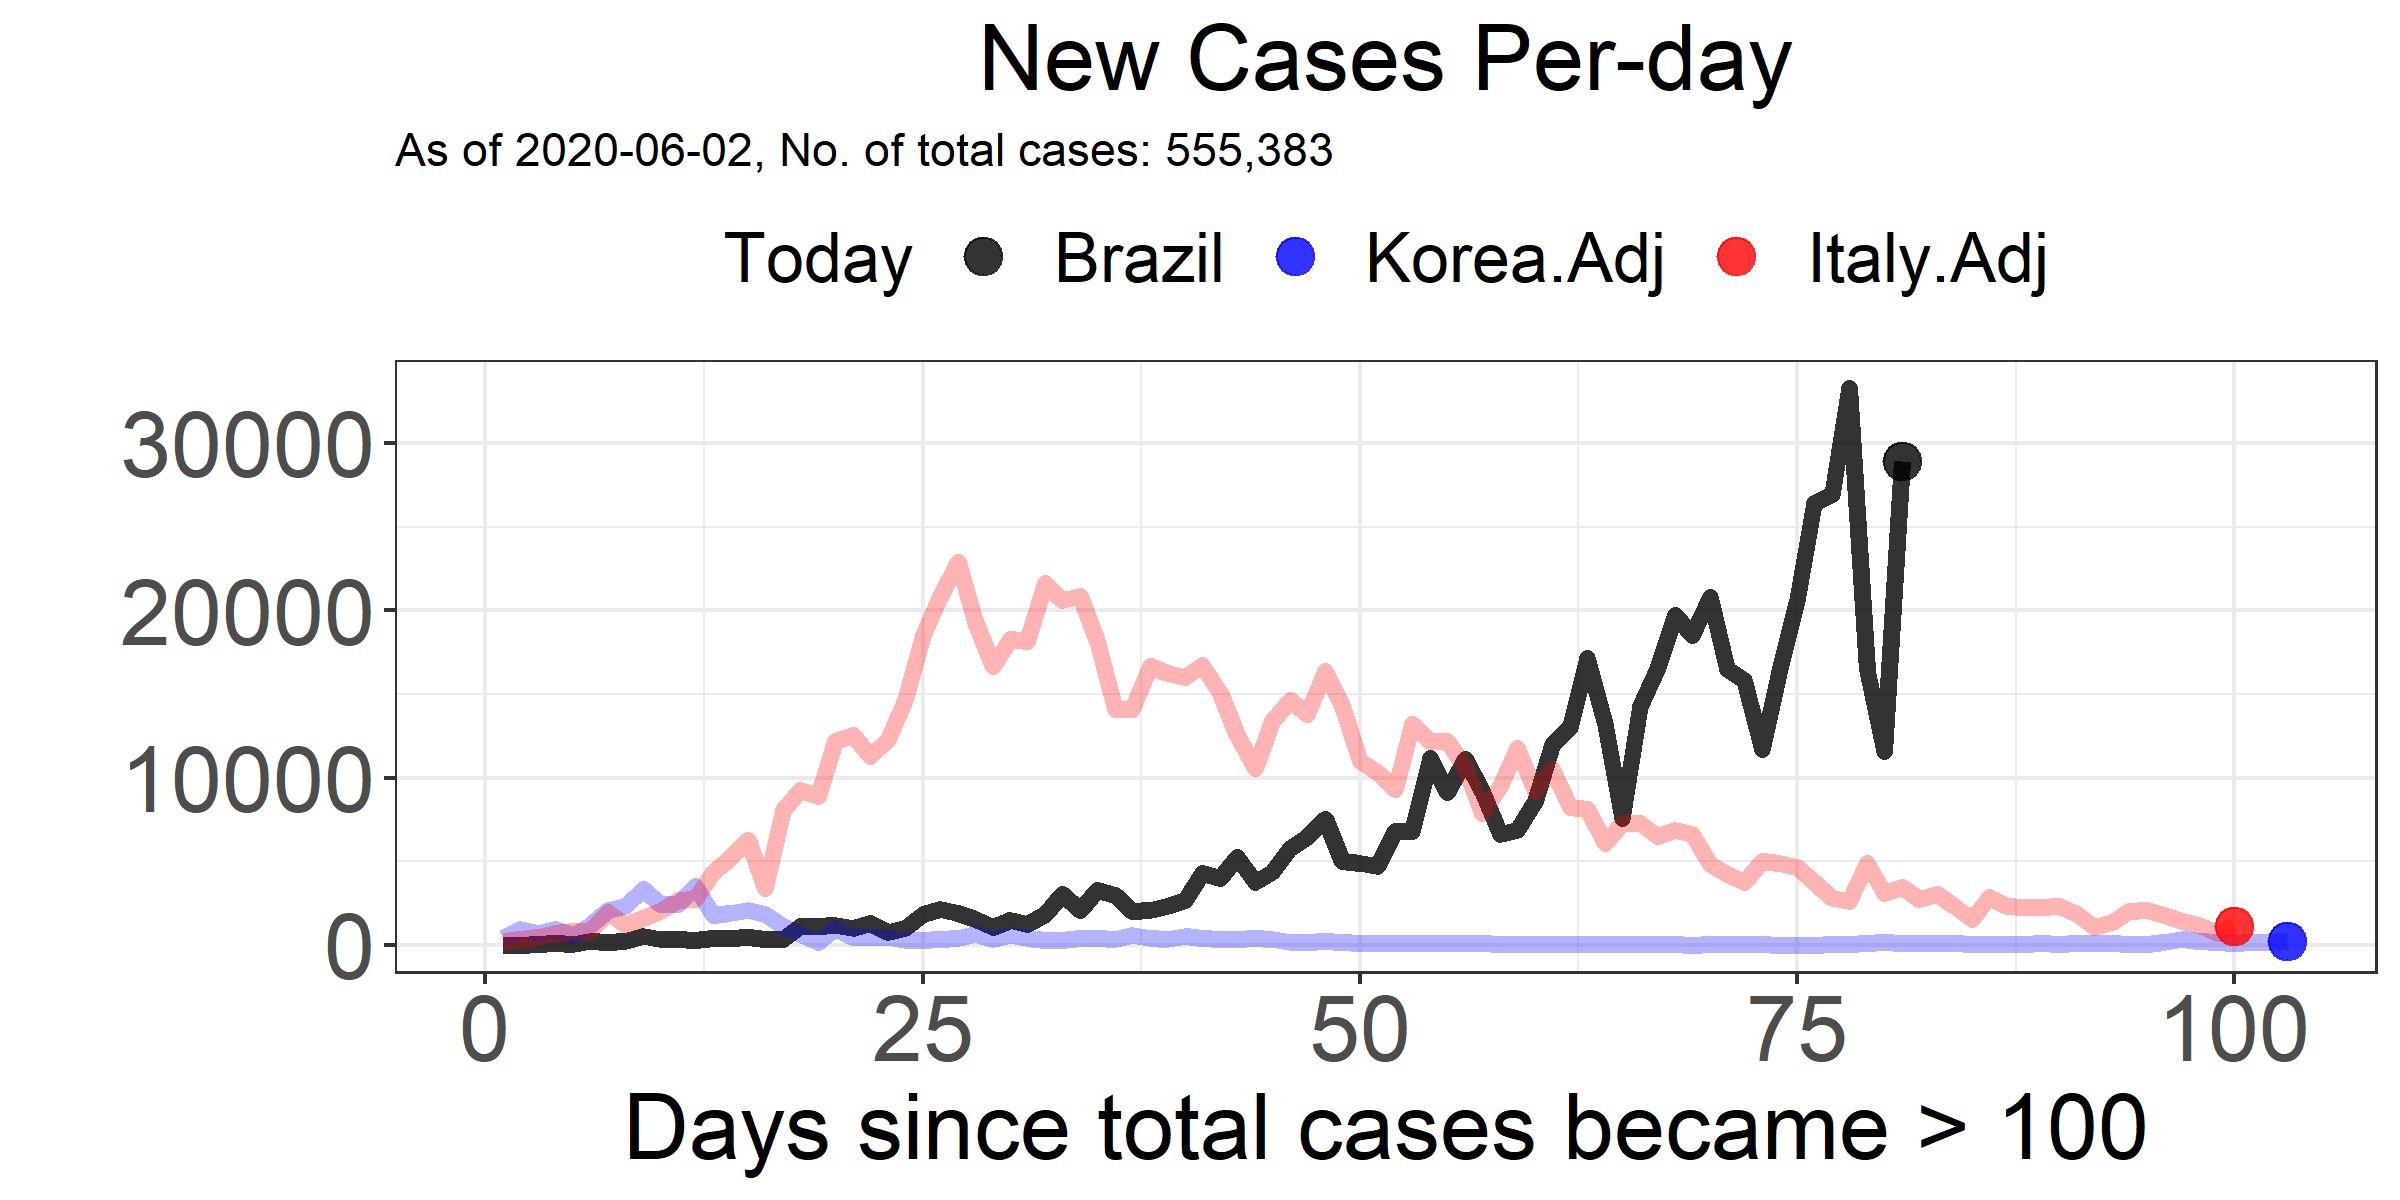 New Cases Per-day
As of 2020-06-02, No. of total cases: 555,383
Today Brazil Korea.Adj Italy.Adj
30000
20000
10000
0
0 25 50 75 100
Days since total cases became > 100